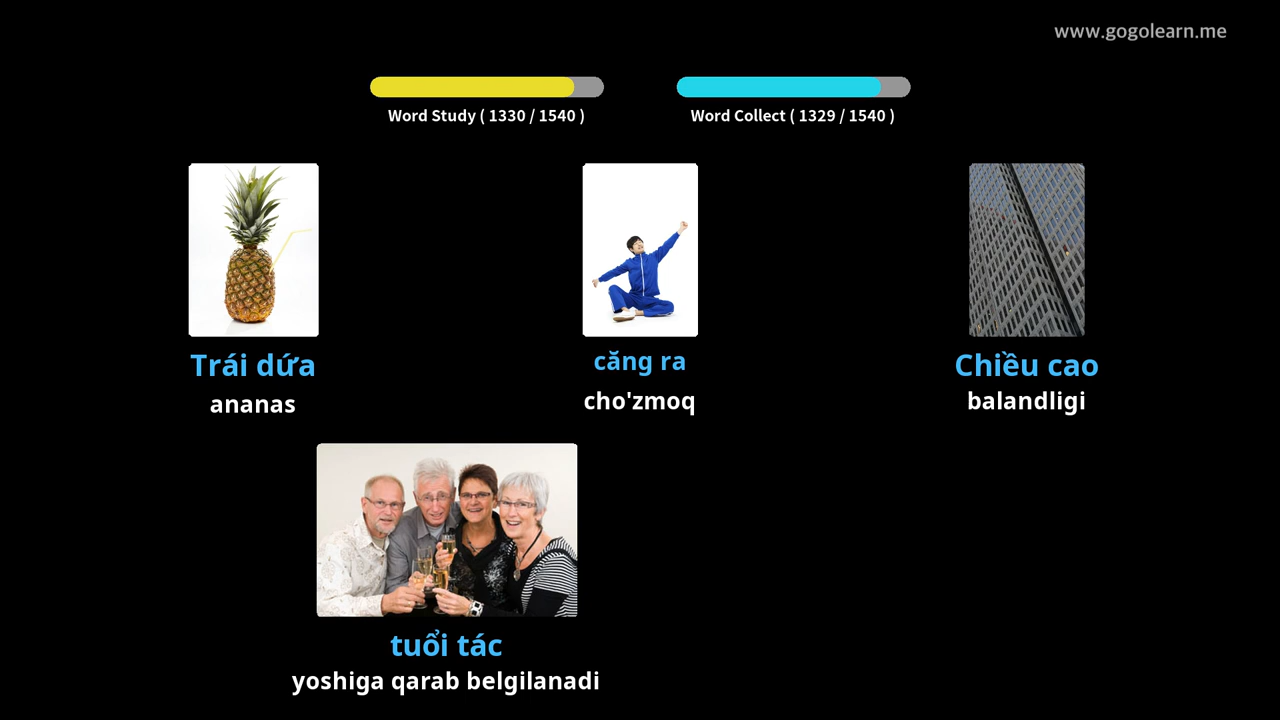 www.gogolearn.me
Word Study ( 1330 / 1540 )
Word Collect ( 1329 / 1540 )
Trái dứa
ananas
căng ra
cho'zmoq
Chiều cao
balandligi
tuổi tác
yoshiga qarab belgilanadi